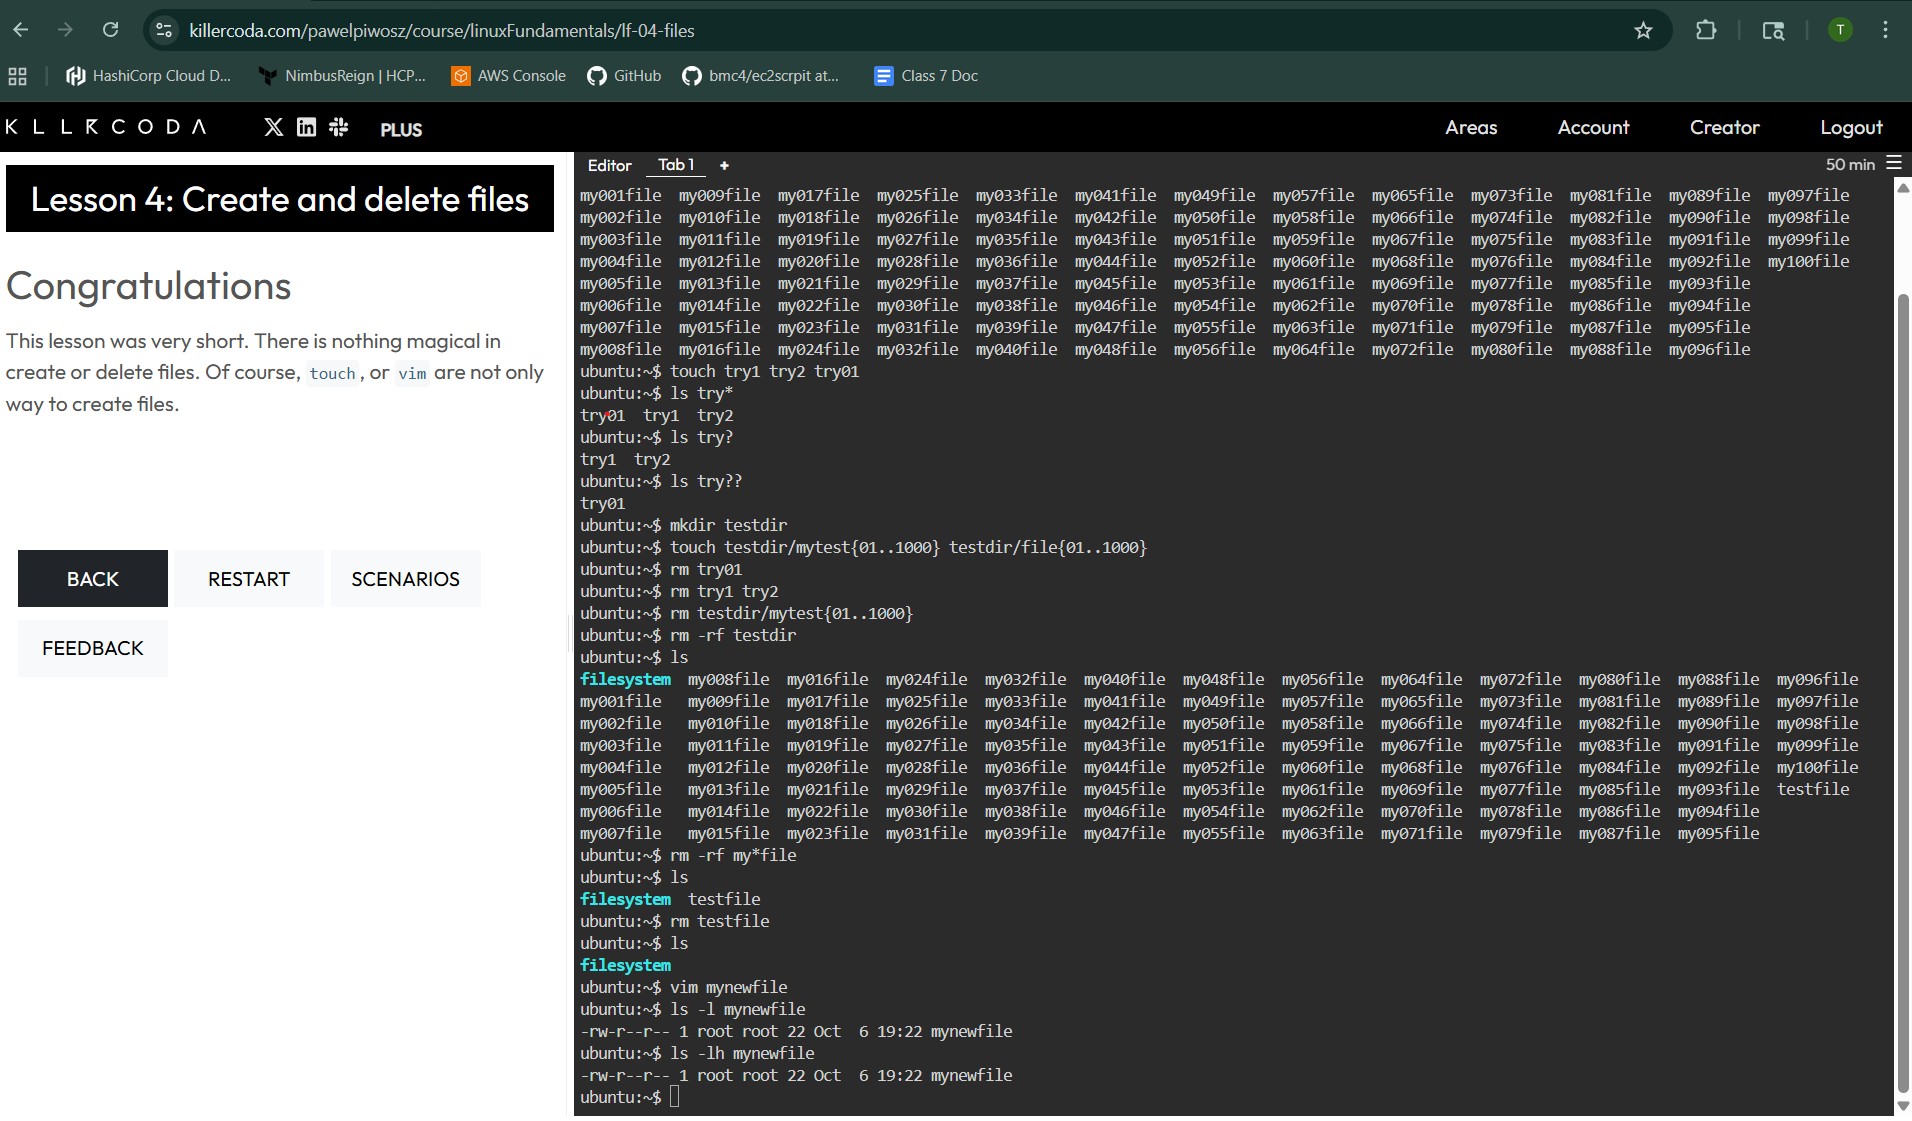 killercoda.com/pawelpiwosz/course/linuxFundamentals/lf-04-files
T
HashiCorp Cloud D... NimbusReign | HCP... AWS Console GitHub bmc4/ec2scrpit at... Class 7 Doc
KLLRCODA PLUS Areas Account Creator Logout
Lesson 4: Create and delete files
Congratulations
This lesson was very short. There is nothing magical in
create or delete files. Of course, touch, or vim are not only
way to create files.
BACK RESTART SCENARIOS
FEEDBACK
Editor Tab 1 + 50 min
my001file my009file my017file my025file my033file my041file my049file my057file my065file my073file my081file my089file my097file
my002file my010file my018file my026file my034file my042file my050file my058file my066file my074file my082file my090file my098file
my003file my011file my019file my027file my035file my043file my051file my059file my067file my075file my083file my091file my099file
my004file my012file my020file my028file my036file my044file my052file my060file my068file my076file my084file my092file my100file
my005file my013file my021file my029file my037file my045file my053file my061file my069file my077file my085file my093file
my006file my014file my022file my030file my038file my046file my054file my062file my070file my078file my086file my094file
my007file my015file my023file my031file my039file my047file my055file my063file my071file my079file my087file my095file
my008file my016file my024file my032file my040file my048file my056file my064file my072file my080file my088file my096file
ubuntu:~$ touch try1 try2 try01
ubuntu:~$ ls try*
try01 try1 try2
ubuntu:~$ ls try?
try1 try2
ubuntu:~$ ls try??
try01
ubuntu:~$ mkdir testdir
ubuntu:~$ touch testdir/mytest{01..1000} testdir/file{01..1000}
ubuntu:~$ rm try01
ubuntu:~$ rm try1 try2
ubuntu:~$ rm testdir/mytest{01..1000}
ubuntu:~$ rm -rf testdir
ubuntu:~$ ls
filesystem my008file my016file my024file my032file my040file my048file my056file my064file my072file my080file my088file my096file
my001file my009file my017file my025file my033file my041file my049file my057file my065file my073file my081file my089file my097file
my002file my010file my018file my026file my034file my042file my050file my058file my066file my074file my082file my090file my098file
my003file my011file my019file my027file my035file my043file my051file my059file my067file my075file my083file my091file my099file
my004file my012file my020file my028file my036file my044file my052file my060file my068file my076file my084file my092file my100file
my005file my013file my021file my029file my037file my045file my053file my061file my069file my077file my085file my093file testfile
my006file my014file my022file my030file my038file my046file my054file my062file my070file my078file my086file my094file
my007file my015file my023file my031file my039file my047file my055file my063file my071file my079file my087file my095file
ubuntu:~$ rm -rf my*file
ubuntu:~$ ls
filesystem testfile
ubuntu:~$ rm testfile
ubuntu:~$ ls
filesystem
ubuntu:~$ vim mynewfile
ubuntu:~$ ls -l mynewfile
-rw-r--r-- 1 root root 22 Oct  6 19:22 mynewfile
ubuntu:~$ ls -lh mynewfile
-rw-r--r-- 1 root root 22 Oct  6 19:22 mynewfile
ubuntu:~$